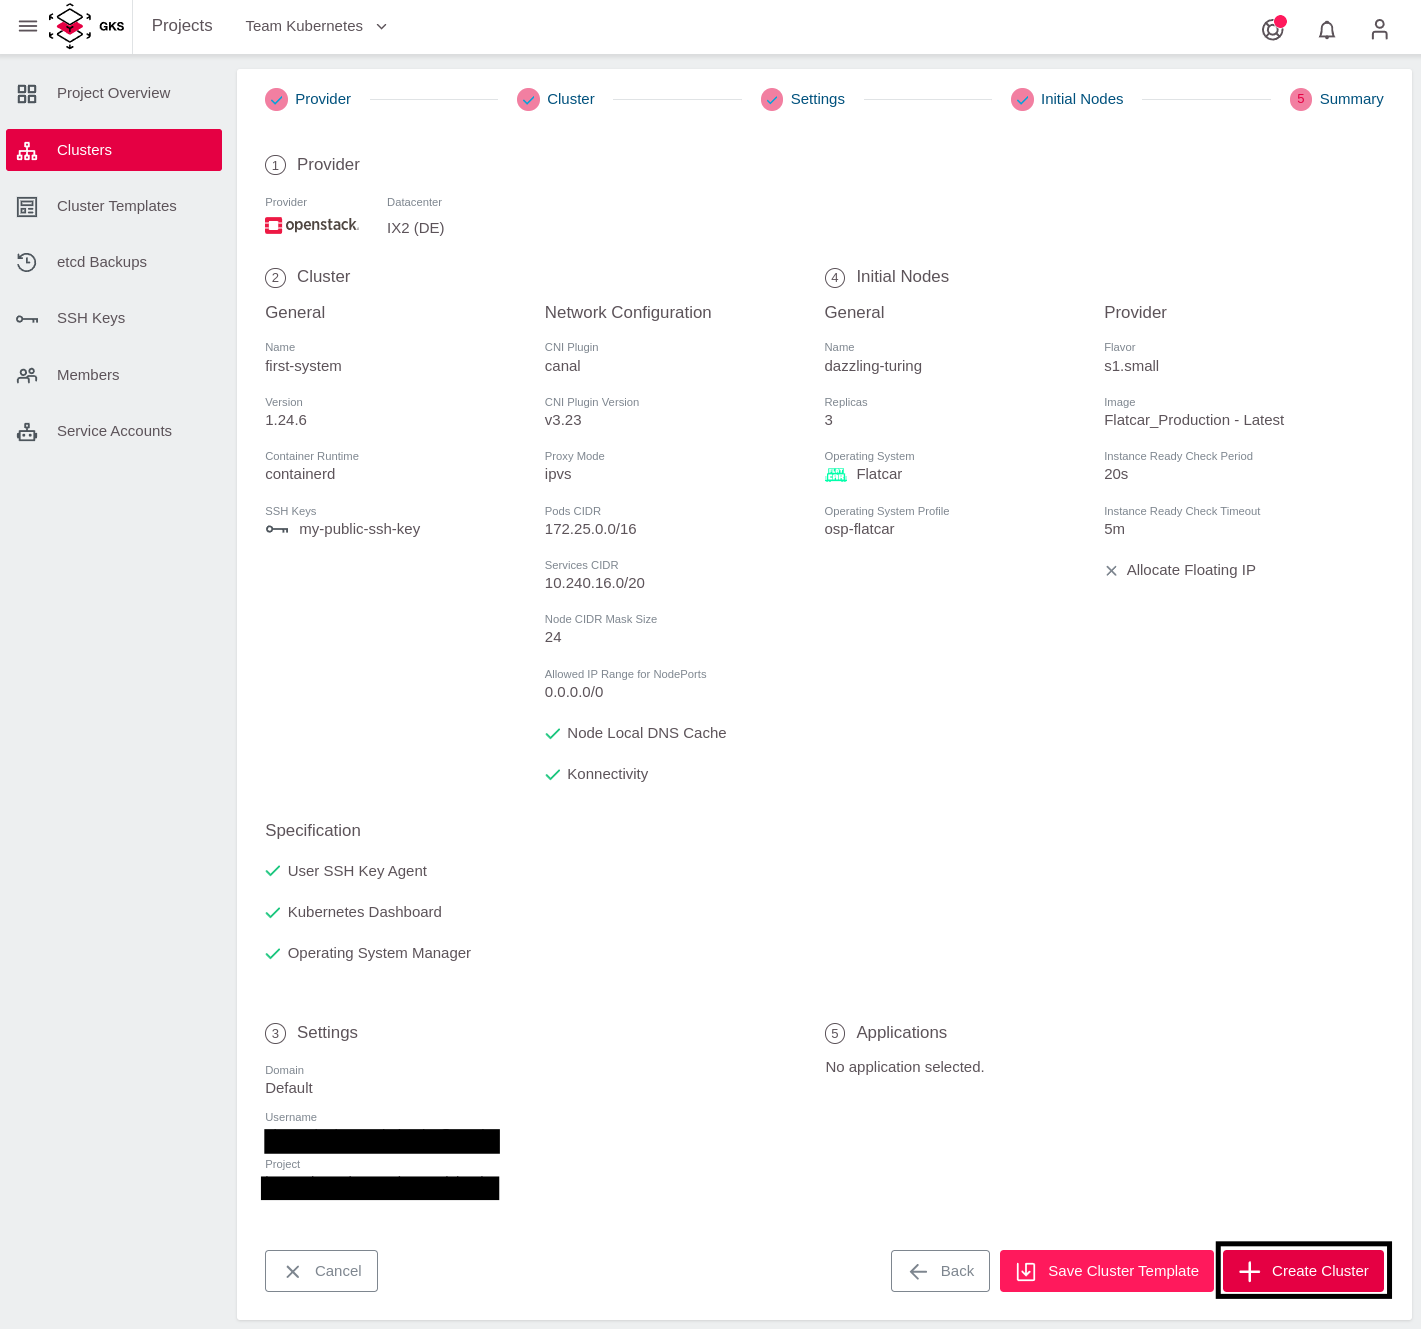 GKS Projects Team Kubernetes
Project Overview
Clusters
Cluster Templates
etcd Backups
SSH Keys
Members
Service Accounts
Provider Cluster Settings Initial Nodes 5 Summary
1 Provider
Provider
openstack.
Datacenter
IX2 (DE)
2 Cluster
General
Name
first-system
Version
1.24.6
Container Runtime
containerd
SSH Keys
my-public-ssh-key
Network Configuration
CNI Plugin
canal
CNI Plugin Version
v3.23
Proxy Mode
ipvs
Pods CIDR
172.25.0.0/16
Services CIDR
10.240.16.0/20
Node CIDR Mask Size
24
Allowed IP Range for NodePorts
0.0.0.0/0
Node Local DNS Cache
Konnectivity
4 Initial Nodes
General
Name
dazzling-turing
Replicas
3
Operating System
FLAT
CAR
Flatcar
Operating System Profile
osp-flatcar
Provider
Flavor
s1.small
Image
Flatcar_Production - Latest
Instance Ready Check Period
20s
Instance Ready Check Timeout
5m
Allocate Floating IP
Specification
User SSH Key Agent
Kubernetes Dashboard
Operating System Manager
3 Settings
Domain
Default
Username
Project
5 Applications
No application selected.
Cancel
Back
Save Cluster Template
Create Cluster